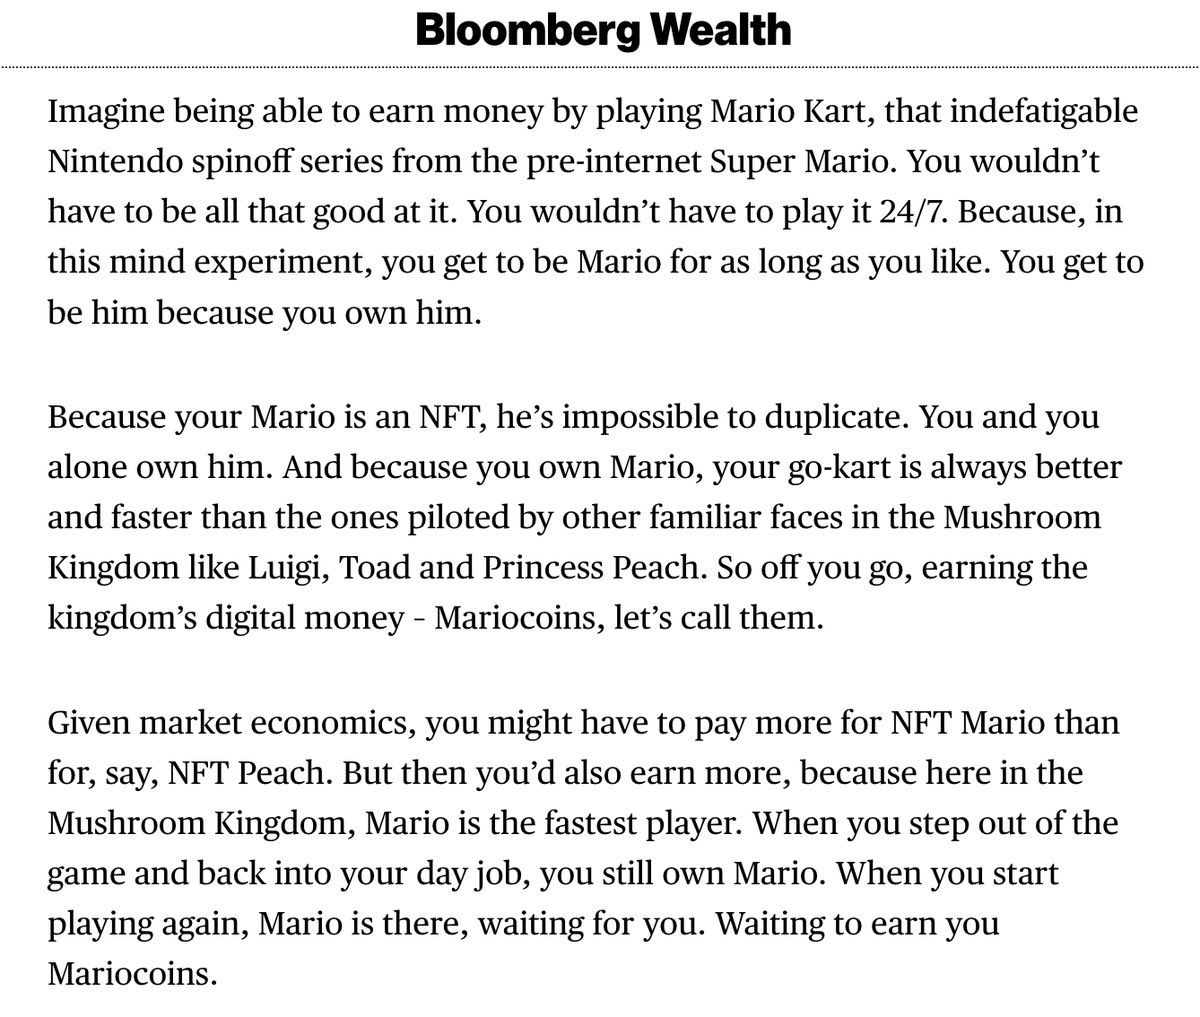 Bloomberg Wealth
Imagine being able to earn money by playing Mario Kart, that indefatigable
Nintendo spinoff series from the pre-internet Super Mario. You wouldn’t
have to be all that good at it. You wouldn’t have to play it 24/7. Because, in
this mind experiment, you get to be Mario for as long as you like. You get to
be him because you own him.
Because your Mario is an NFT, he’s impossible to duplicate. You and you
alone own him. And because you own Mario, your go-kart is always better
and faster than the ones piloted by other familiar faces in the Mushroom
Kingdom like Luigi, Toad and Princess Peach. So off you go, earning the
kingdom’s digital money – Mariocoins, let’s call them.
Given market economics, you might have to pay more for NFT Mario than
for, say, NFT Peach. But then you’d also earn more, because here in the
Mushroom Kingdom, Mario is the fastest player. When you step out of the
game and back into your day job, you still own Mario. When you start
playing again, Mario is there, waiting for you. Waiting to earn you
Mariocoins.